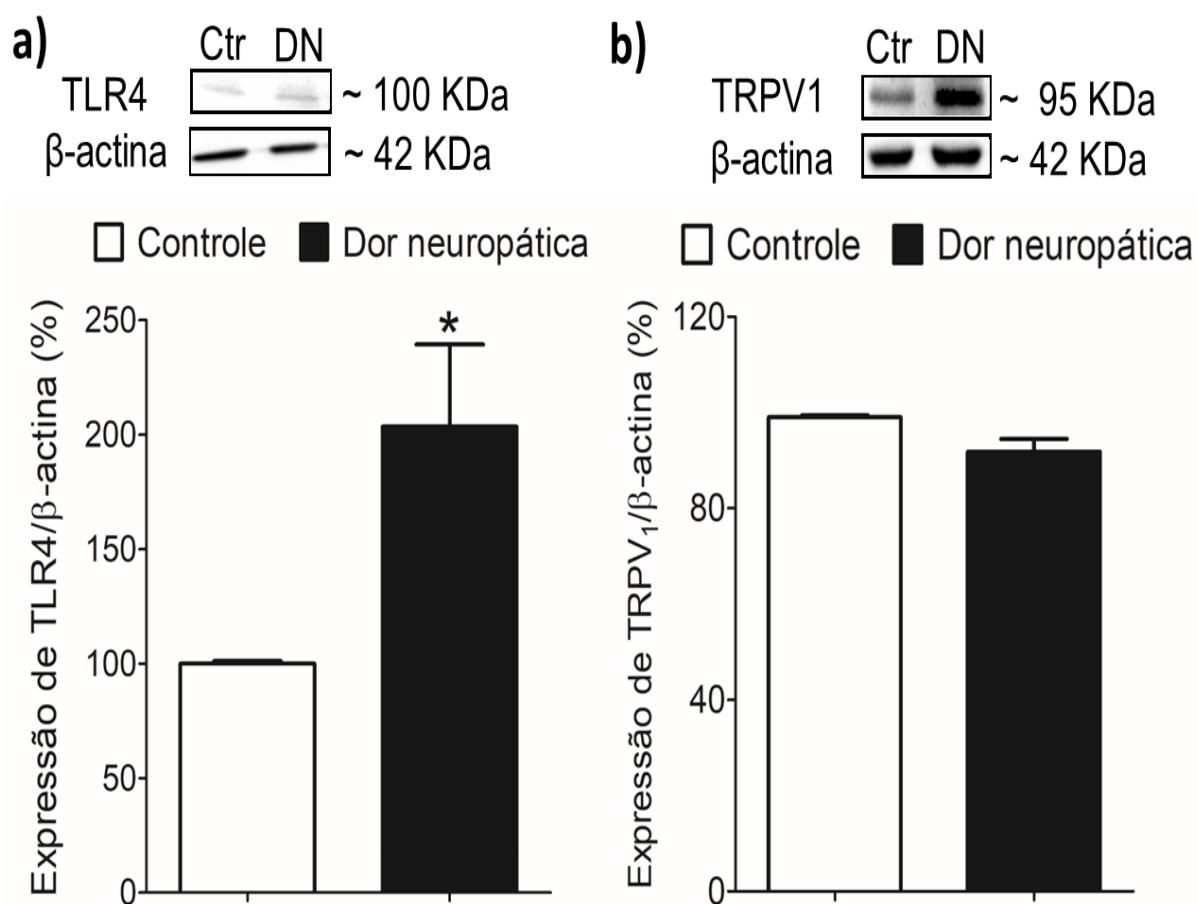 a)
Ctr DN
TLR4 ~ 100 KDa
β-actina ~ 42 KDa
Controle Dor neuropática
Expressão de TLR4/β-actina (%)
250
200
150
100
50
0
*
b)
Ctr DN
TRPV1 ~ 95 KDa
β-actina ~ 42 KDa
Controle Dor neuropática
Expressão de TRPV₁/β-actina (%)
120
80
40
0